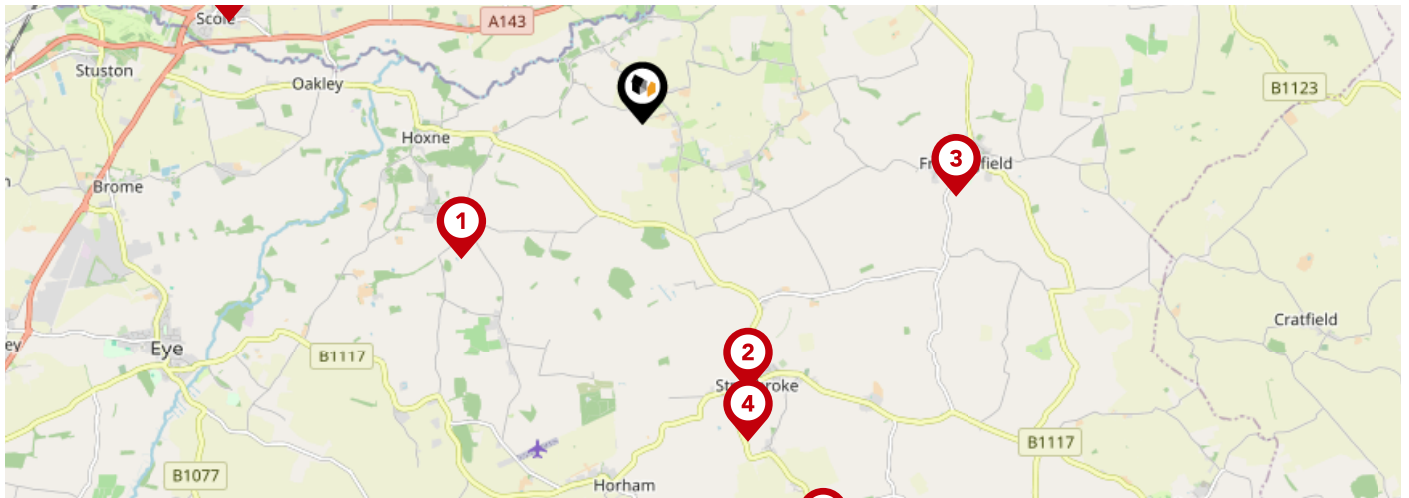 Scole
A143
Stuston
Oakley
B1123
Hoxne
3
Brome
1
Cratfield
Eye
B1117
2
4
B1117
B1077
Horham